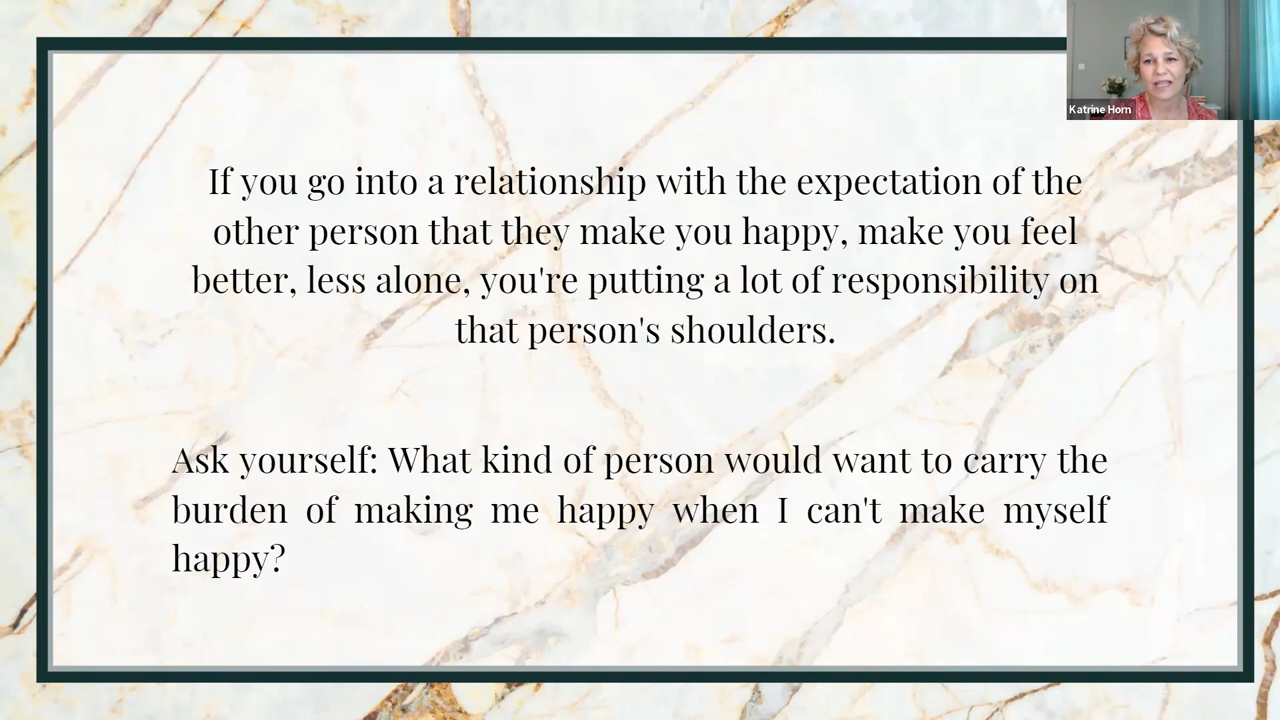 Katrine Horn
If you go into a relationship with the expectation of the
other person that they make you happy, make you feel
better, less alone, you're putting a lot of responsibility on
that person's shoulders.
Ask yourself: What kind of person would want to carry the
burden of making me happy when I can't make myself
happy?